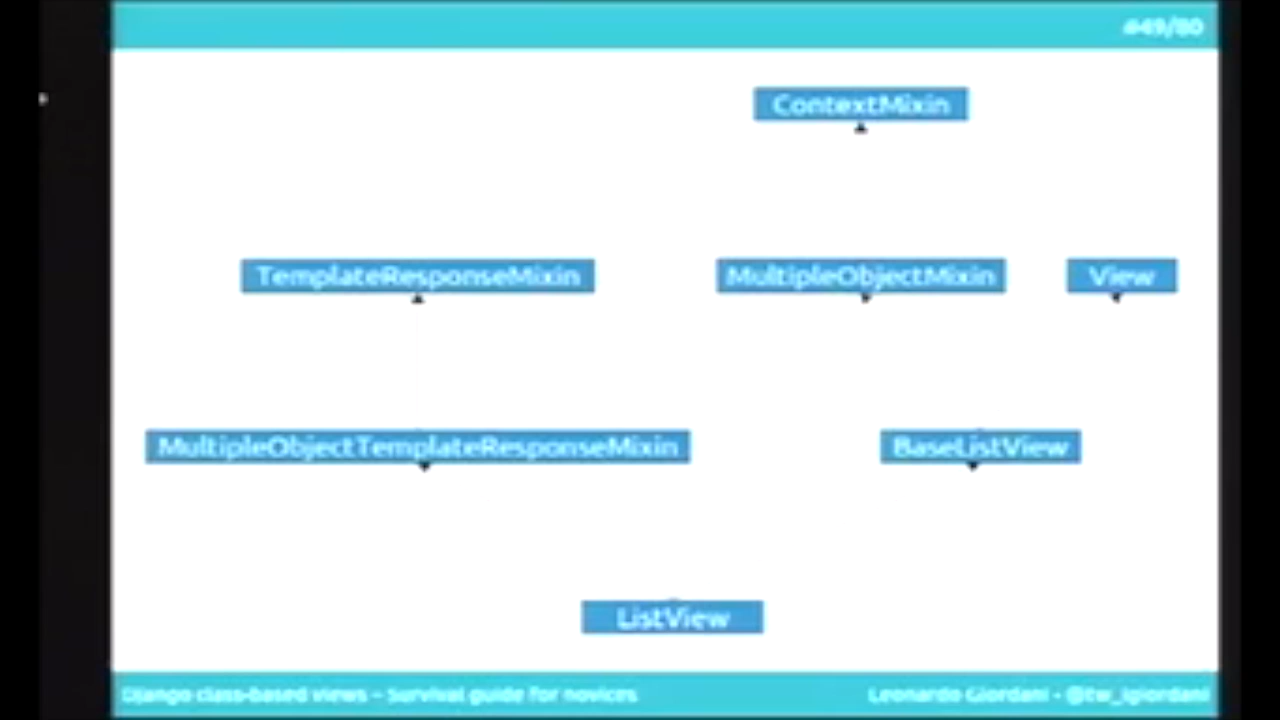 #49/80
ContextMixin
TemplateResponseMixin
MultipleObjectMixin
View
MultipleObjectTemplateResponseMixin
BaseListView
ListView
Django class-based views – Survival guide for novices
Leonardo Giordani - @tw_lgiordani